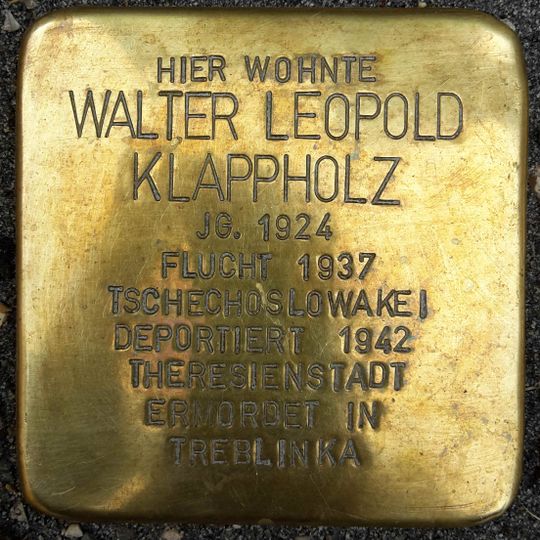 HIER WOHNTE
WALTER LEOPOLD
KLAPPHOLZ
JG. 1924
FLUCHT 1937
TSCHECHOSLOWAKEI
DEPORTIERT 1942
THERESIENSTADT
ERMORDET IN
TREBLINKA